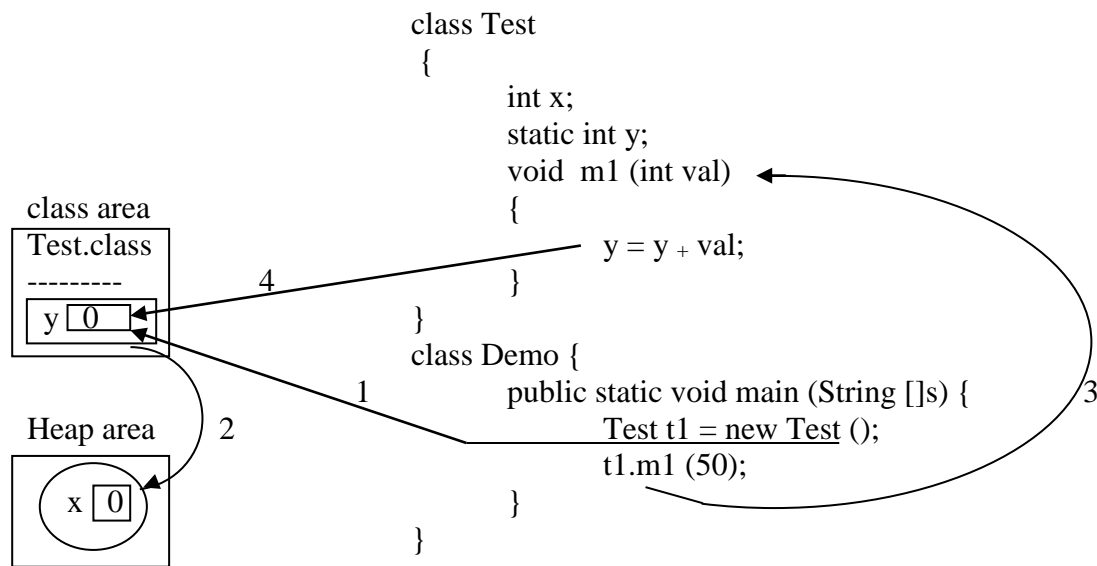 class Test
{
int x;
static int y;
void m1 (int val)
{
y = y + val;
}
}
class Demo {
public static void main (String []s) {
Test t1 = new Test ();
t1.m1 (50);
}
}
class area
Test.class
---------
y 0
Heap area
x 0
1
2
3
4